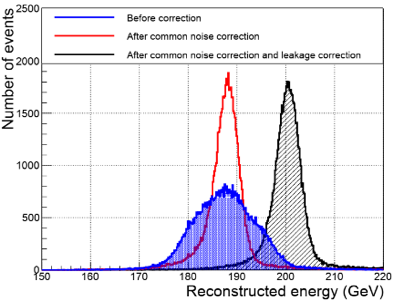 2500
Before correction
After common noise correction
After common noise correction and leakage correction
2000
1500
1000
500
0
Number of events
150 160 170 180 190 200 210 220
Reconstructed energy (GeV)